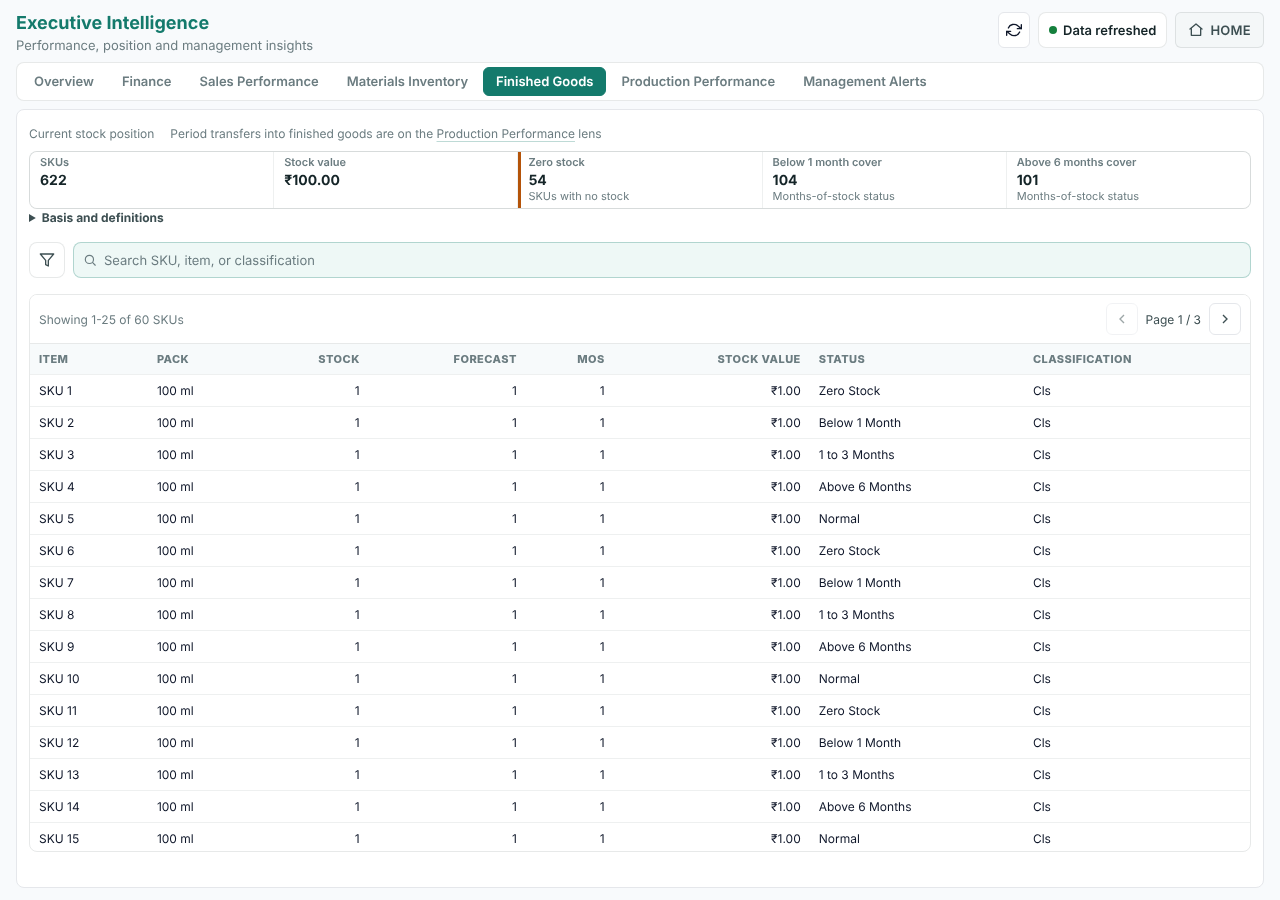 Executive Intelligence
Performance, position and management insights
Data refreshed
HOME
Overview Finance Sales Performance Materials Inventory Finished Goods Production Performance Management Alerts
Current stock position Period transfers into finished goods are on the Production Performance lens
SKUs Stock value Zero stock Below 1 month cover Above 6 months cover
622 ₹100.00 54 104 101
SKUs with no stock Months-of-stock status Months-of-stock status
Basis and definitions
Search SKU, item, or classification
Showing 1-25 of 60 SKUs Page 1 / 3
ITEM PACK STOCK FORECAST MOS STOCK VALUE STATUS CLASSIFICATION
SKU 1 100 ml 1 1 1 ₹1.00 Zero Stock Cls
SKU 2 100 ml 1 1 1 ₹1.00 Below 1 Month Cls
SKU 3 100 ml 1 1 1 ₹1.00 1 to 3 Months Cls
SKU 4 100 ml 1 1 1 ₹1.00 Above 6 Months Cls
SKU 5 100 ml 1 1 1 ₹1.00 Normal Cls
SKU 6 100 ml 1 1 1 ₹1.00 Zero Stock Cls
SKU 7 100 ml 1 1 1 ₹1.00 Below 1 Month Cls
SKU 8 100 ml 1 1 1 ₹1.00 1 to 3 Months Cls
SKU 9 100 ml 1 1 1 ₹1.00 Above 6 Months Cls
SKU 10 100 ml 1 1 1 ₹1.00 Normal Cls
SKU 11 100 ml 1 1 1 ₹1.00 Zero Stock Cls
SKU 12 100 ml 1 1 1 ₹1.00 Below 1 Month Cls
SKU 13 100 ml 1 1 1 ₹1.00 1 to 3 Months Cls
SKU 14 100 ml 1 1 1 ₹1.00 Above 6 Months Cls
SKU 15 100 ml 1 1 1 ₹1.00 Normal Cls